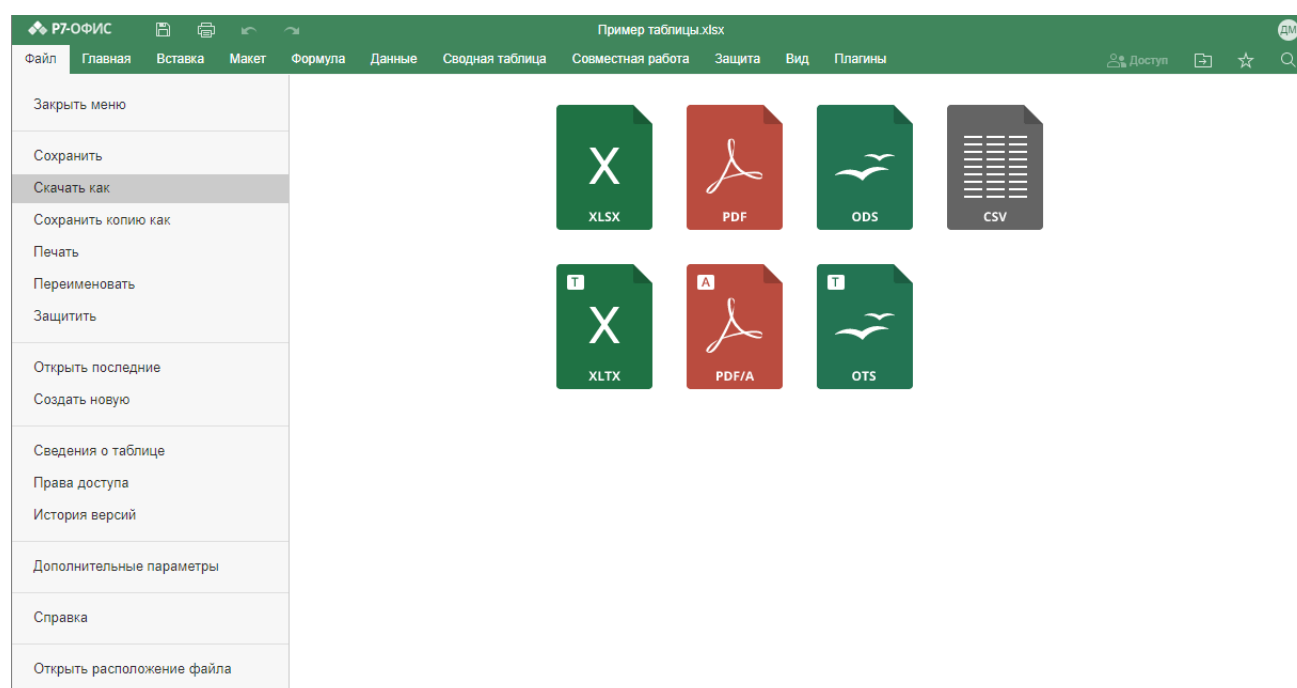 Р7-ОФИС
Пример таблицы.xlsx
ДМ
Файл Главная Вставка Макет Формула Данные Сводная таблица Совместная работа Защита Вид Плагины Доступ
Закрыть меню
Сохранить
Скачать как
Сохранить копию как
Печать
Переименовать
Защитить
Открыть последние
Создать новую
Сведения о таблице
Права доступа
История версий
Дополнительные параметры
Справка
Открыть расположение файла
X X
XLSX PDF ODS CSV
T A T
XLTX PDF/A OTS